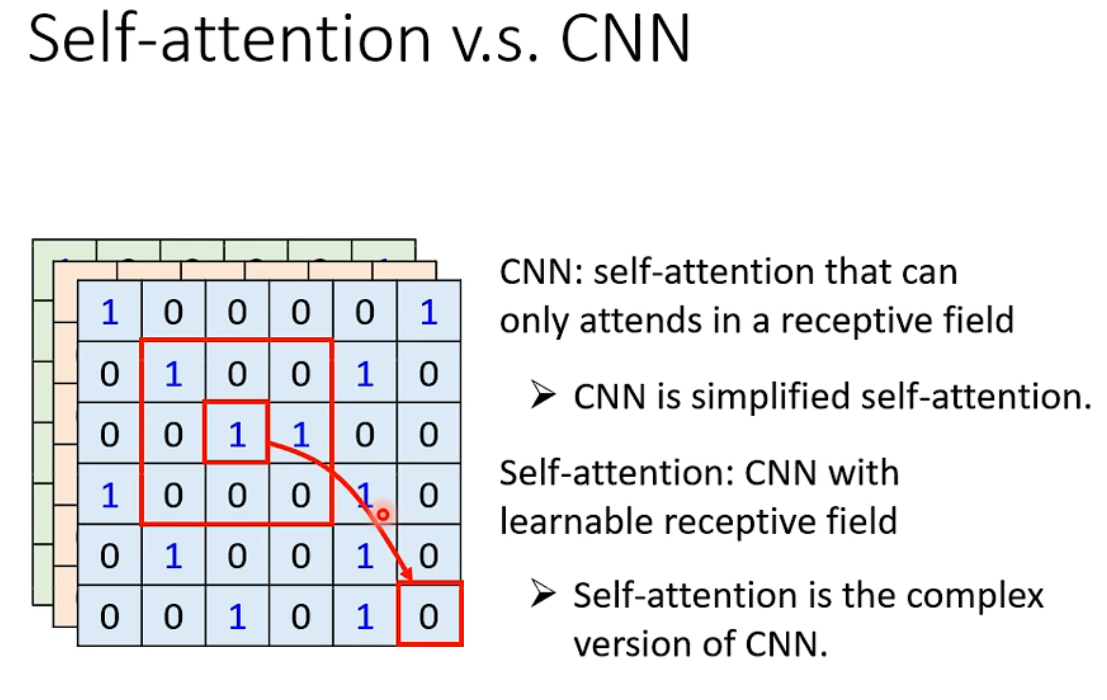 Self-attention v.s. CNN
1 0 0 0 0 1
0 1 0 0 1 0
0 0 1 1 0 0
1 0 0 0 1 0
0 1 0 0 1 0
0 0 1 0 1 0
CNN: self-attention that can
only attends in a receptive field
➢ CNN is simplified self-attention.
Self-attention: CNN with
learnable receptive field
➢ Self-attention is the complex
version of CNN.